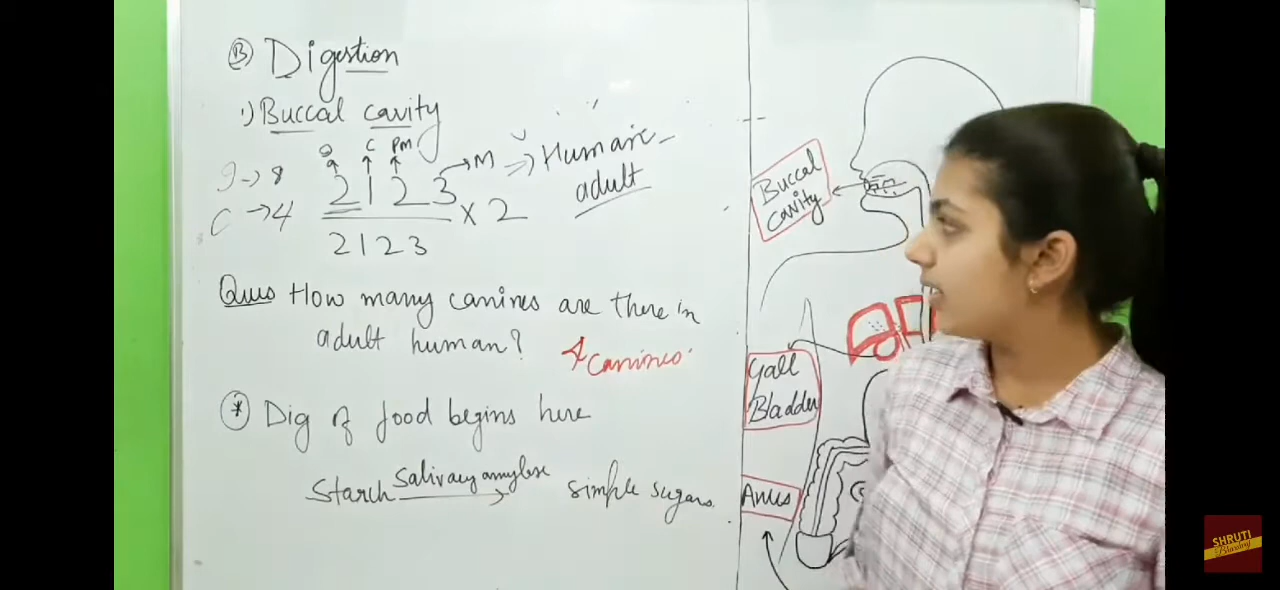 B Digestion
1) Buccal cavity
I C PM
I → 8
2 1 2 3 → M ⇒ Human adult
C → 4
x 2
2 1 2 3
Ques How many canines are there in
adult human?
4 canines
* Dig of food begins here
Starch Salivary amylase → simple sugars
Buccal
cavity
Gall
Bladder
Anus
SHRUTI